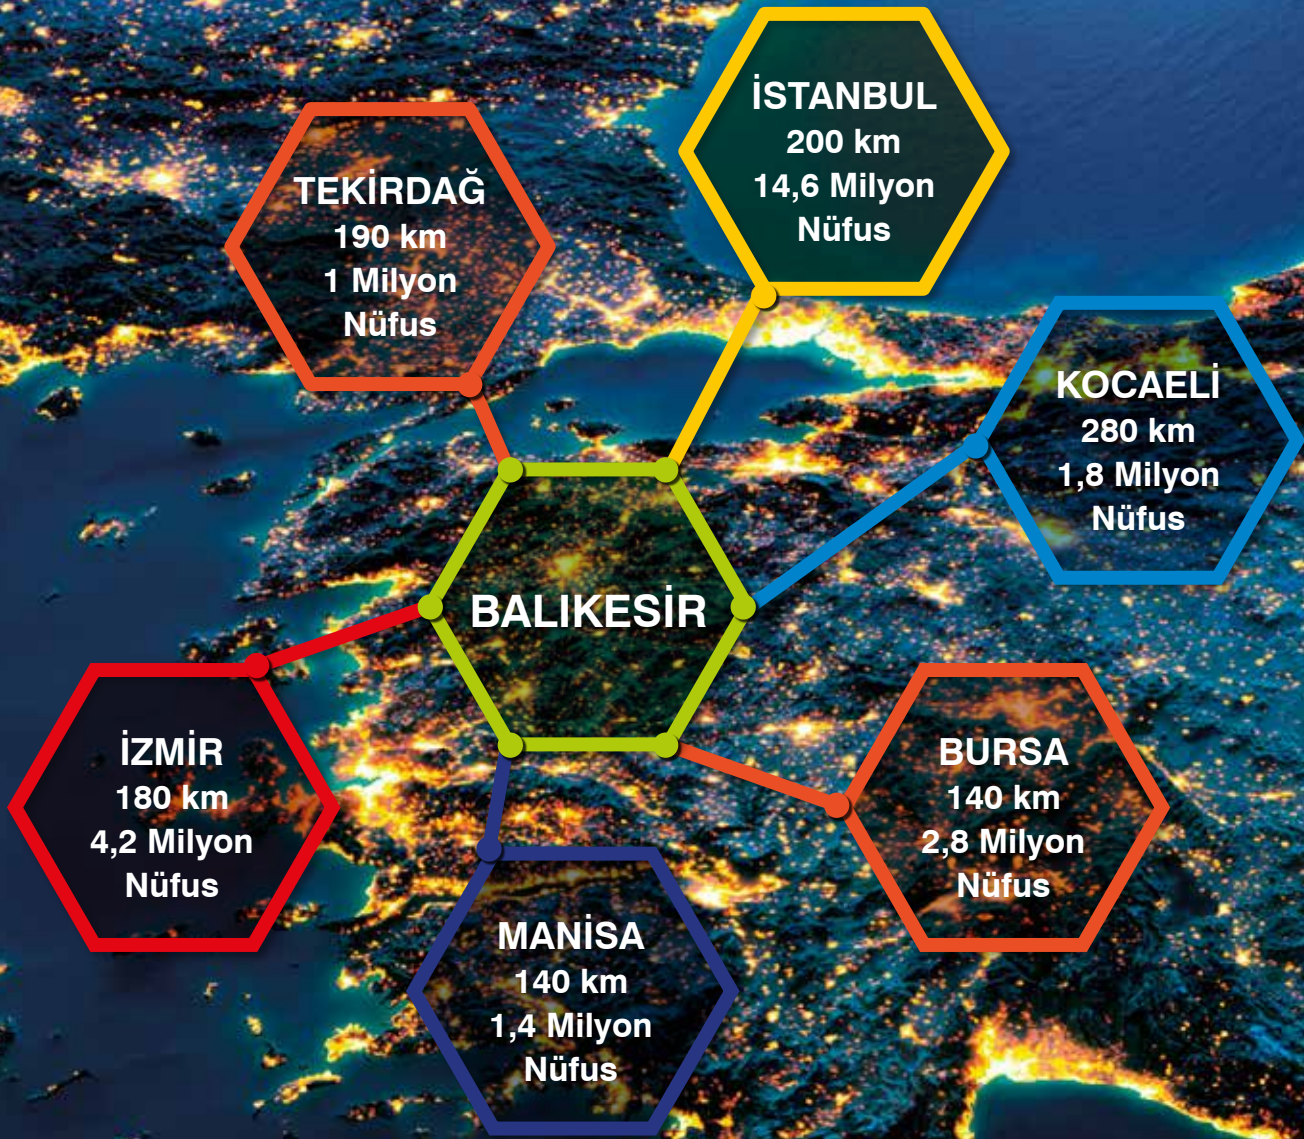 İSTANBUL
200 km
14,6 Milyon
Nüfus
TEKİRDAĞ
190 km
1 Milyon
Nüfus
KOCAELİ
280 km
1,8 Milyon
Nüfus
BALIKESİR
İZMİR
180 km
4,2 Milyon
Nüfus
BURSA
140 km
2,8 Milyon
Nüfus
MANİSA
140 km
1,4 Milyon
Nüfus